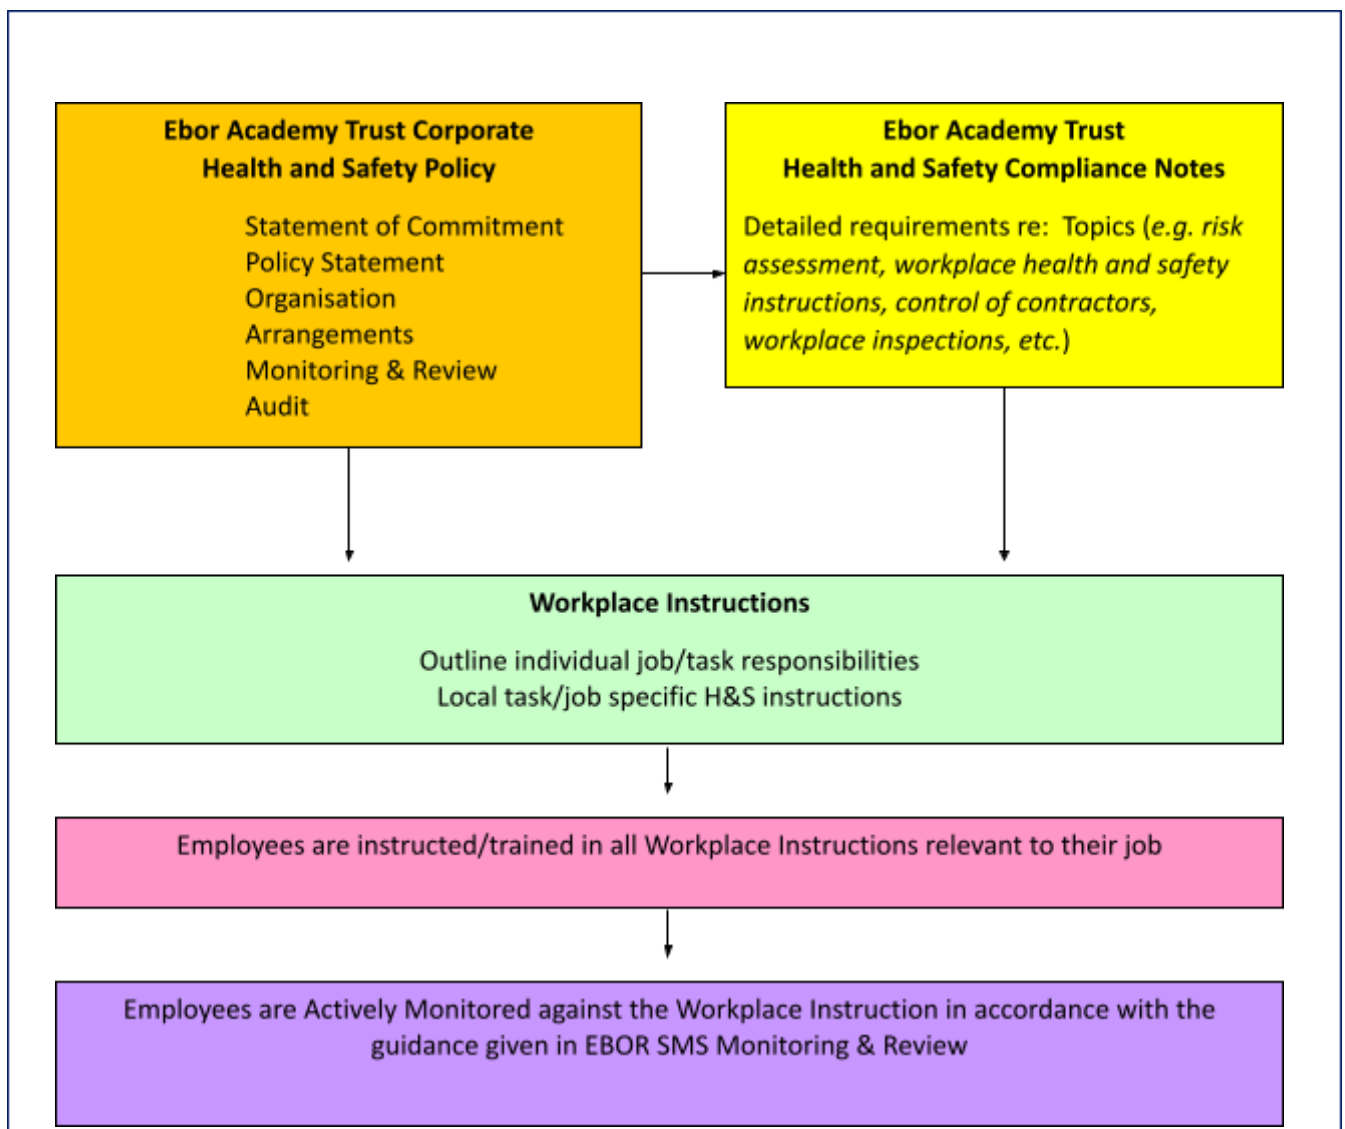 Ebor Academy Trust Corporate
Health and Safety Policy
Statement of Commitment
Policy Statement
Organisation
Arrangements
Monitoring & Review
Audit
Ebor Academy Trust
Health and Safety Compliance Notes
Detailed requirements re:  Topics (e.g. risk
assessment, workplace health and safety
instructions, control of contractors,
workplace inspections, etc.)
Workplace Instructions
Outline individual job/task responsibilities
Local task/job specific H&S instructions
Employees are instructed/trained in all Workplace Instructions relevant to their job
Employees are Actively Monitored against the Workplace Instruction in accordance with the
guidance given in EBOR SMS Monitoring & Review